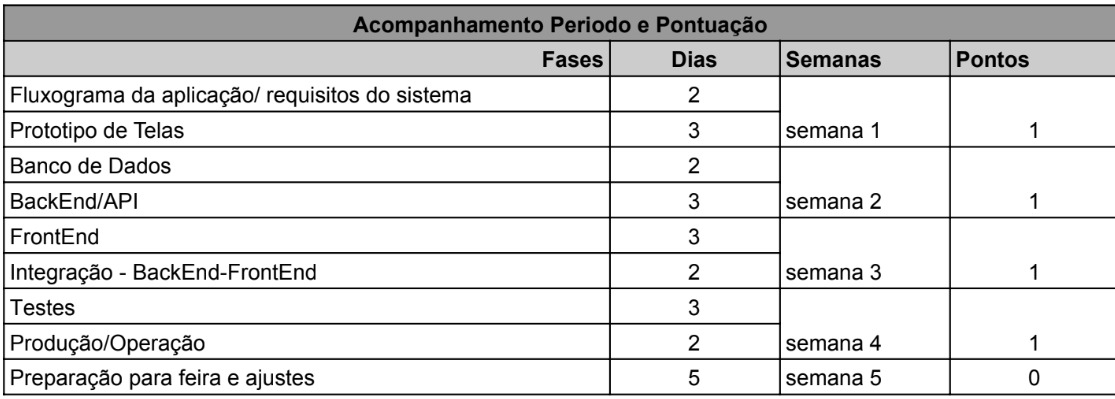 Acompanhamento Periodo e Pontuação
Fases Dias Semanas Pontos
Fluxograma da aplicação/ requisitos do sistema 2
Prototipo de Telas 3 semana 1 1
Banco de Dados 2
BackEnd/API 3 semana 2 1
FrontEnd 3
Integração - BackEnd-FrontEnd 2 semana 3 1
Testes 3
Produção/Operação 2 semana 4 1
Preparação para feira e ajustes 5 semana 5 0